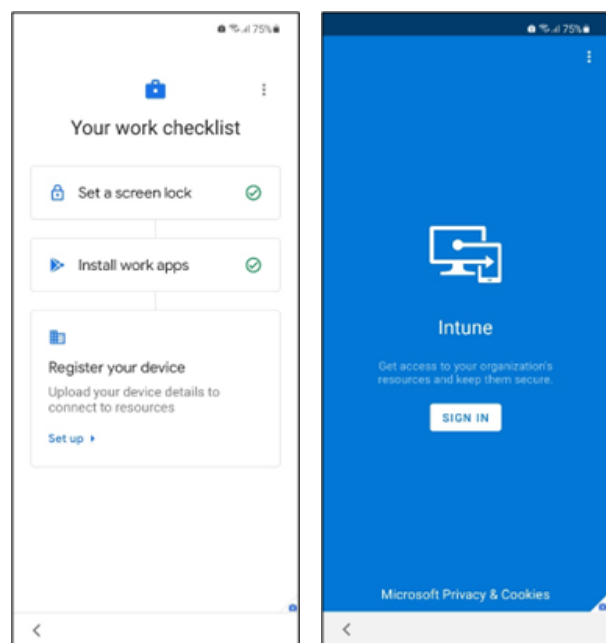 75%
Your work checklist
Set a screen lock
Install work apps
Register your device
Upload your device details to
connect to resources
Set up
75%
Intune
Get access to your organization's
resources and keep them secure.
SIGN IN
Microsoft Privacy & Cookies